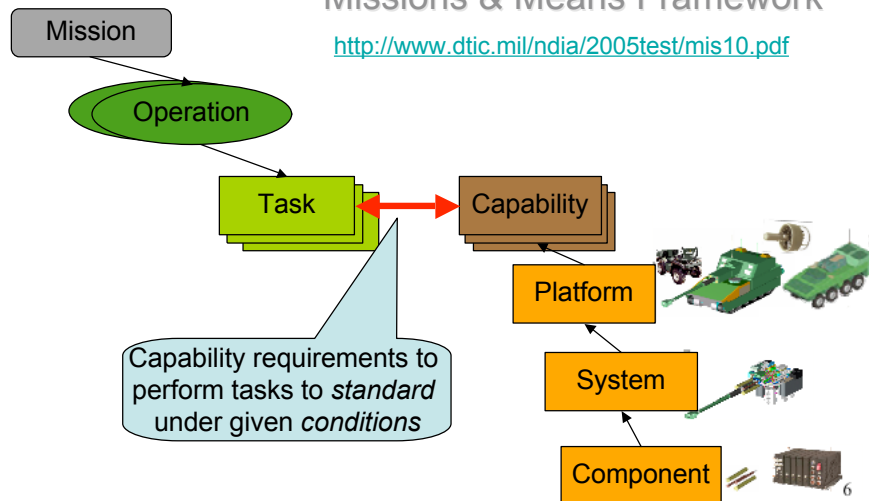 Missions & Means Framework
Mission
http://www.dtic.mil/ndia/2005test/mis10.pdf
Operation
Task
Capability
Platform
Capability requirements to
perform tasks to standard
under given conditions
System
Component
6